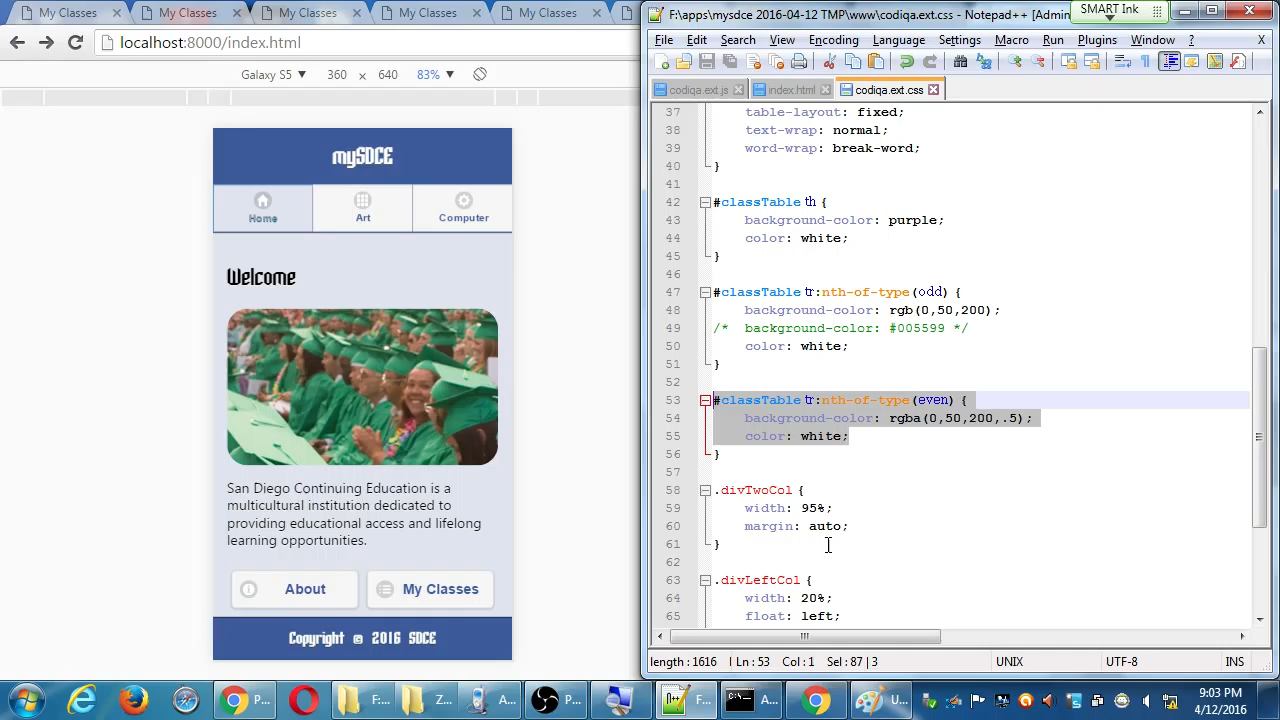 My Classes
My Classes
My Classes
My Classes
My Classes
F:\apps\mysdce 2016-04-12 TMP\www\codiqa.ext.css - Notepad++ [Admin
SMART Ink
localhost:8000/index.html
File Edit Search View Encoding Language Settings Macro Run Plugins Window ? X
Galaxy S5 360 x 640 83%
codiqa.ext.js index.html codiqa.ext.css
37 table-layout: fixed;
38 text-wrap: normal;
39 word-wrap: break-word;
40 }
41
42 #classTable th {
43 background-color: purple;
44 color: white;
45 }
46
47 #classTable tr:nth-of-type(odd) {
48 background-color: rgb(0,50,200);
49 /* background-color: #005599 */
50 color: white;
51 }
52
53 #classTable tr:nth-of-type(even) {
54 background-color: rgba(0,50,200,.5);
55 color: white;
56 }
57
58 .divTwoCol {
59 width: 95%;
60 margin: auto;
61 }
62
63 .divLeftCol {
64 width: 20%;
65 float: left;
mySDCE
Home Art Computer
Welcome
San Diego Continuing Education is a
multicultural institution dedicated to
providing educational access and lifelong
learning opportunities.
About My Classes
Copyright © 2016 SDCE
length : 1616 Ln : 53 Col : 1 Sel : 87 | 3 UNIX UTF-8 INS
P... F:... Z... A... P... F... A... U...
9:03 PM
4/12/2016